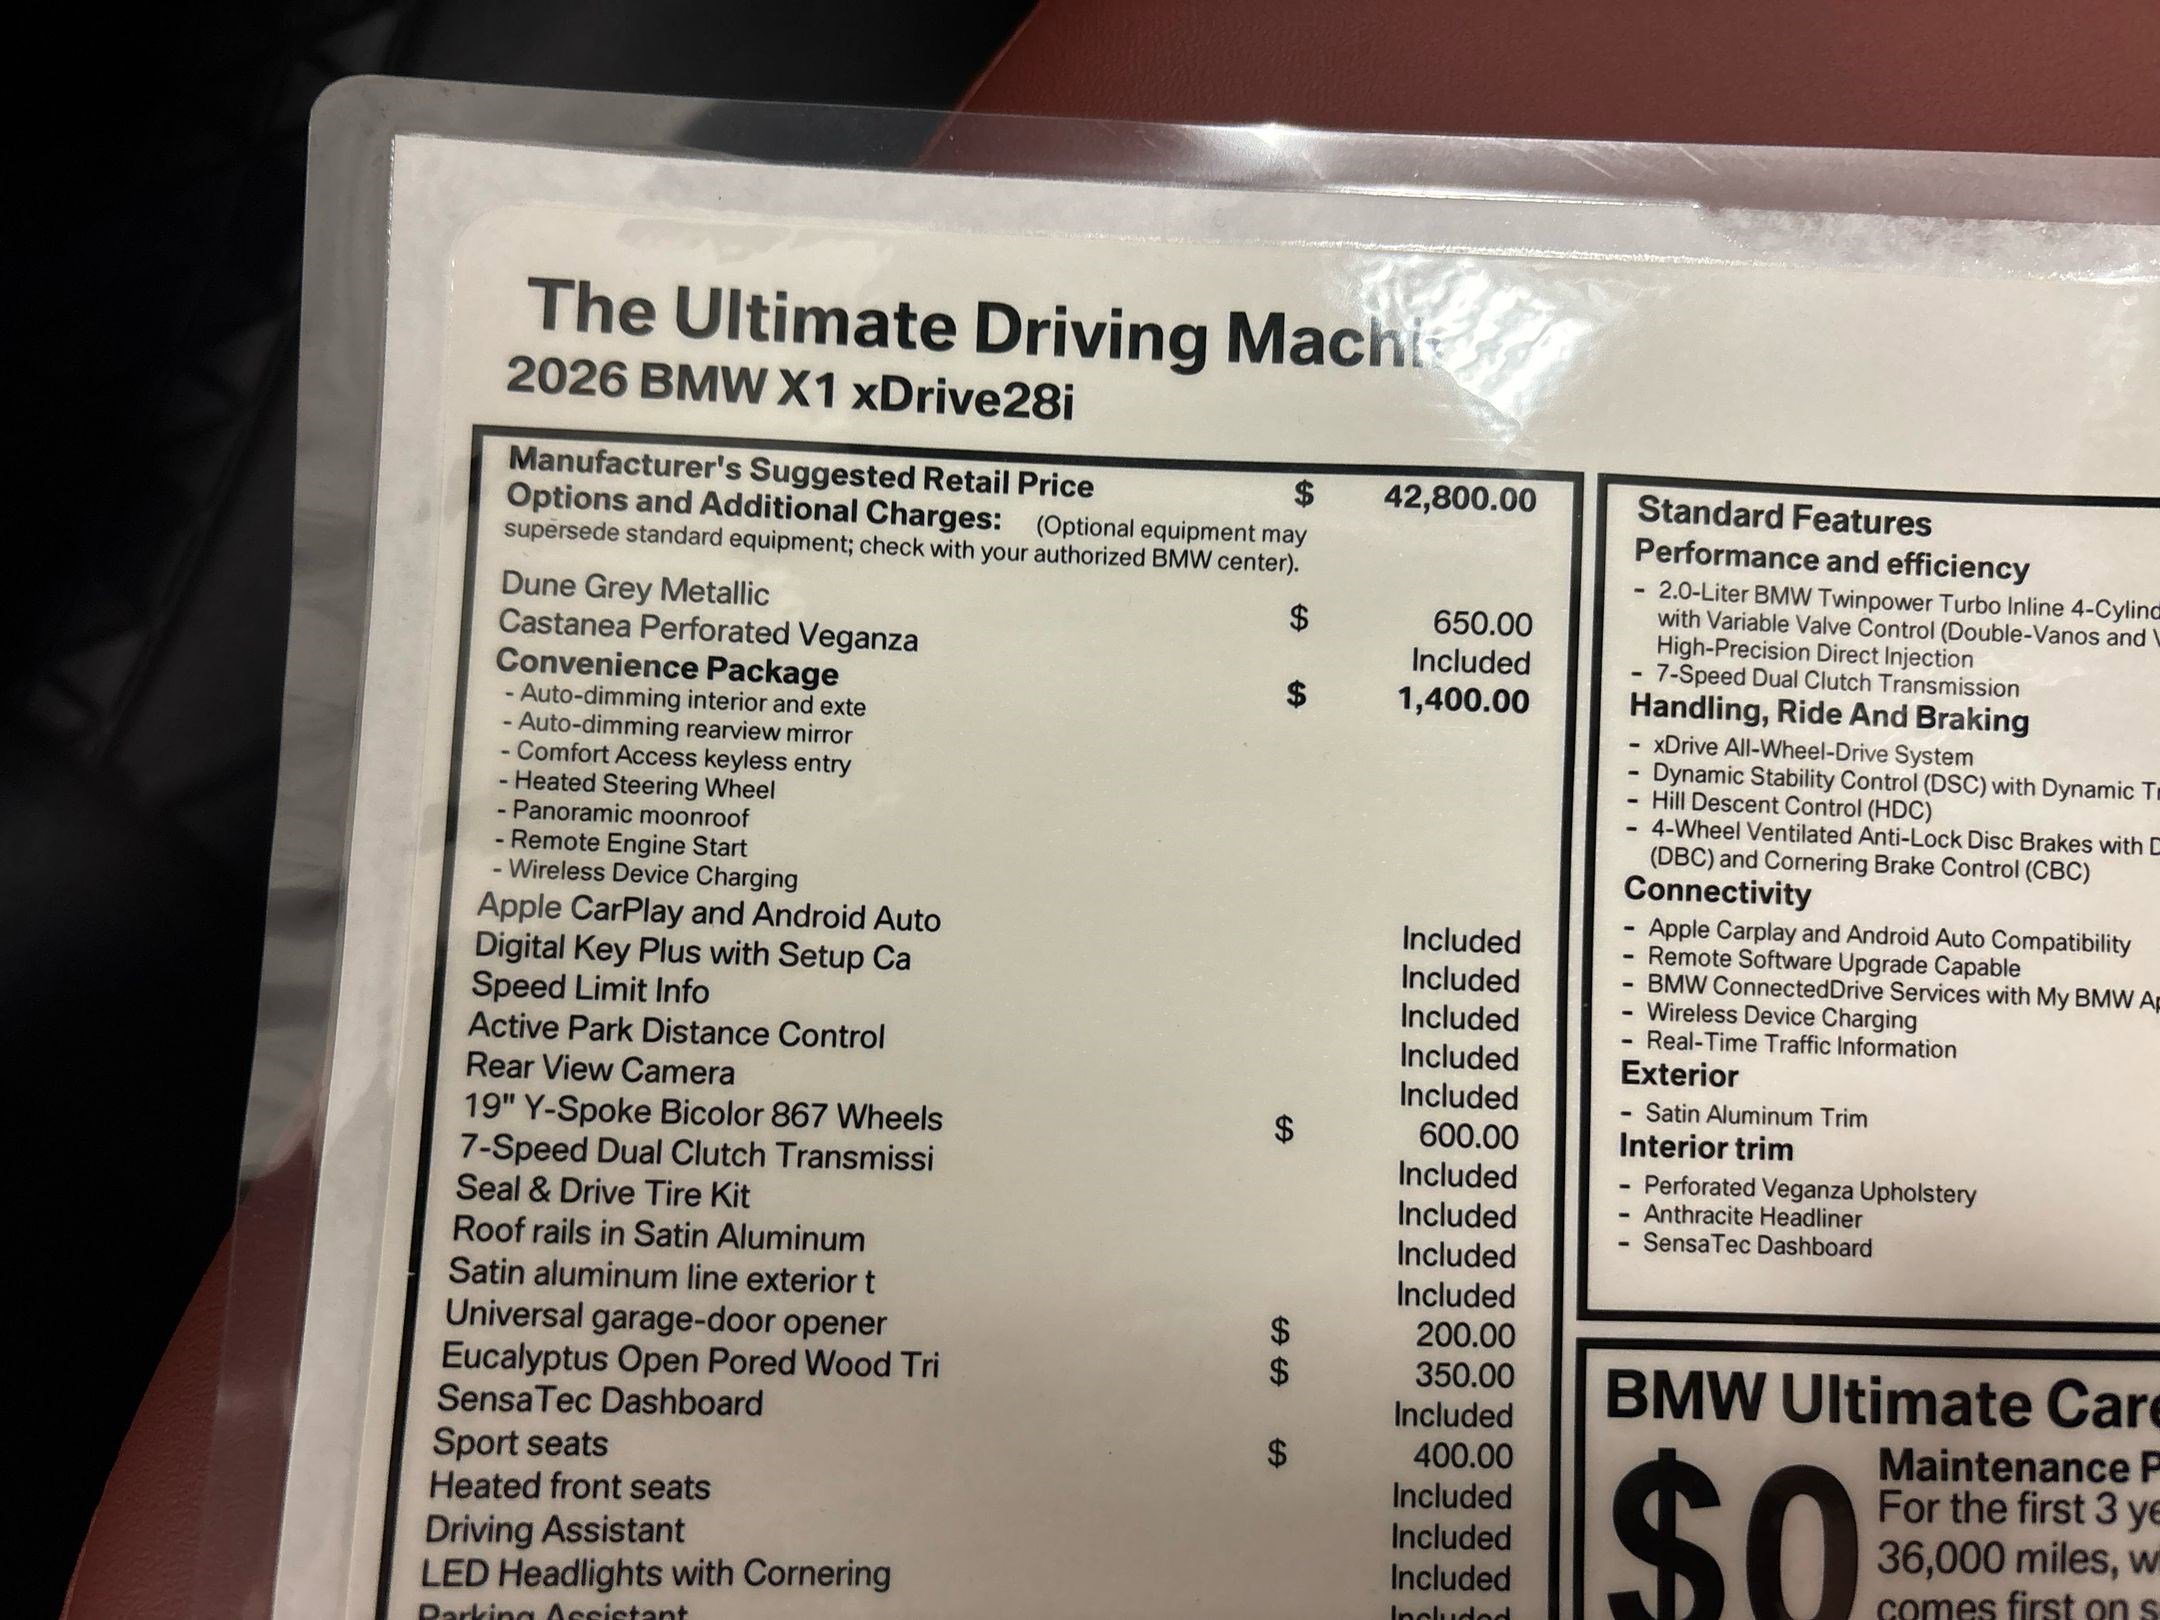 The Ultimate Driving
2026 BMW X1 xDrive28i
Manufacturer's Suggested Retail Price $ 42,800.00
Options and Additional Charges: (Optional equipment may
supersede standard equipment; check with your authorized BMW center).
Dune Grey Metallic $ 650.00
Castanea Perforated Veganza Included
Convenience Package $ 1,400.00
- Auto-dimming interior and exte
- Auto-dimming rearview mirror
- Comfort Access keyless entry
- Heated Steering Wheel
- Panoramic moonroof
- Remote Engine Start
- Wireless Device Charging
Apple CarPlay and Android Auto Included
Digital Key Plus with Setup Ca Included
Speed Limit Info Included
Active Park Distance Control Included
Rear View Camera Included
19" Y-Spoke Bicolor 867 Wheels $ 600.00
7-Speed Dual Clutch Transmissi Included
Seal & Drive Tire Kit Included
Roof rails in Satin Aluminum Included
Satin aluminum line exterior t Included
Universal garage-door opener $ 200.00
Eucalyptus Open Pored Wood Tri $ 350.00
SensaTec Dashboard Included
Sport seats $ 400.00
Heated front seats Included
Driving Assistant Included
LED Headlights with Cornering Included
Parking Assistant Included
Standard Features
Performance and efficiency
- 2.0-Liter BMW Twinpower Turbo Inline 4-Cylind
with Variable Valve Control (Double-Vanos and V
High-Precision Direct Injection
- 7-Speed Dual Clutch Transmission
Handling, Ride And Braking
- xDrive All-Wheel-Drive System
- Dynamic Stability Control (DSC) with Dynamic Tr
- Hill Descent Control (HDC)
- 4-Wheel Ventilated Anti-Lock Disc Brakes with D
(DBC) and Cornering Brake Control (CBC)
Connectivity
- Apple Carplay and Android Auto Compatibility
- Remote Software Upgrade Capable
- BMW ConnectedDrive Services with My BMW Ap
- Wireless Device Charging
- Real-Time Traffic Information
Exterior
- Satin Aluminum Trim
Interior trim
- Perforated Veganza Upholstery
- Anthracite Headliner
- SensaTec Dashboard
BMW Ultimate Care
$0
Maintenance P
For the first 3 ye
36,000 miles, w
comes first on s